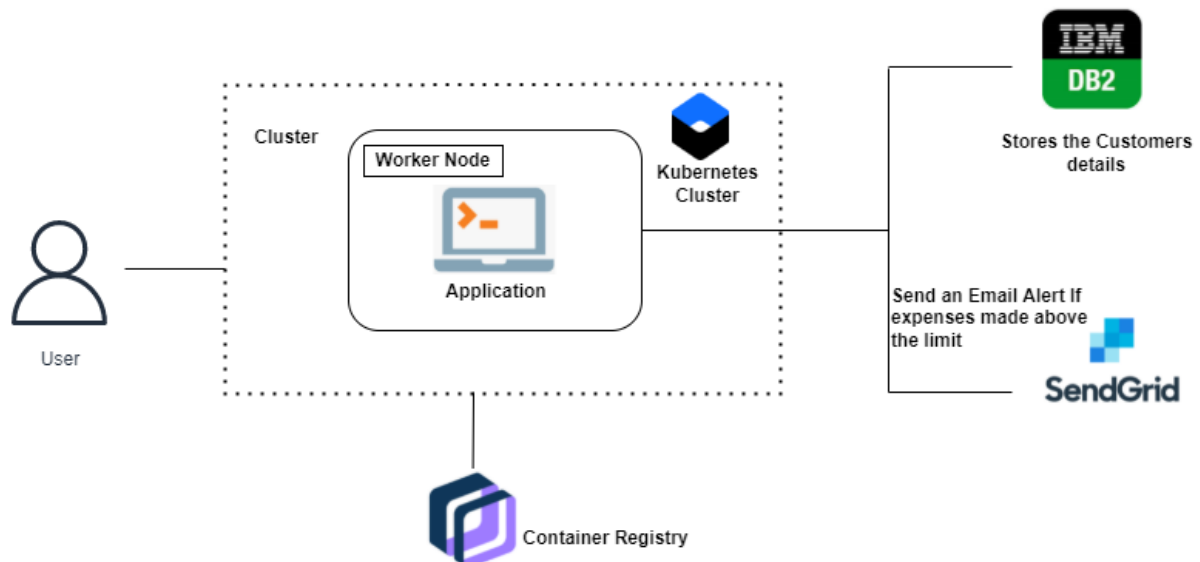 IBM
DB2
Stores the Customers
details
Cluster
Worker Node
Kubernetes
Cluster
Application
User
Send an Email Alert If
expenses made above
the limit
SendGrid
Container Registry